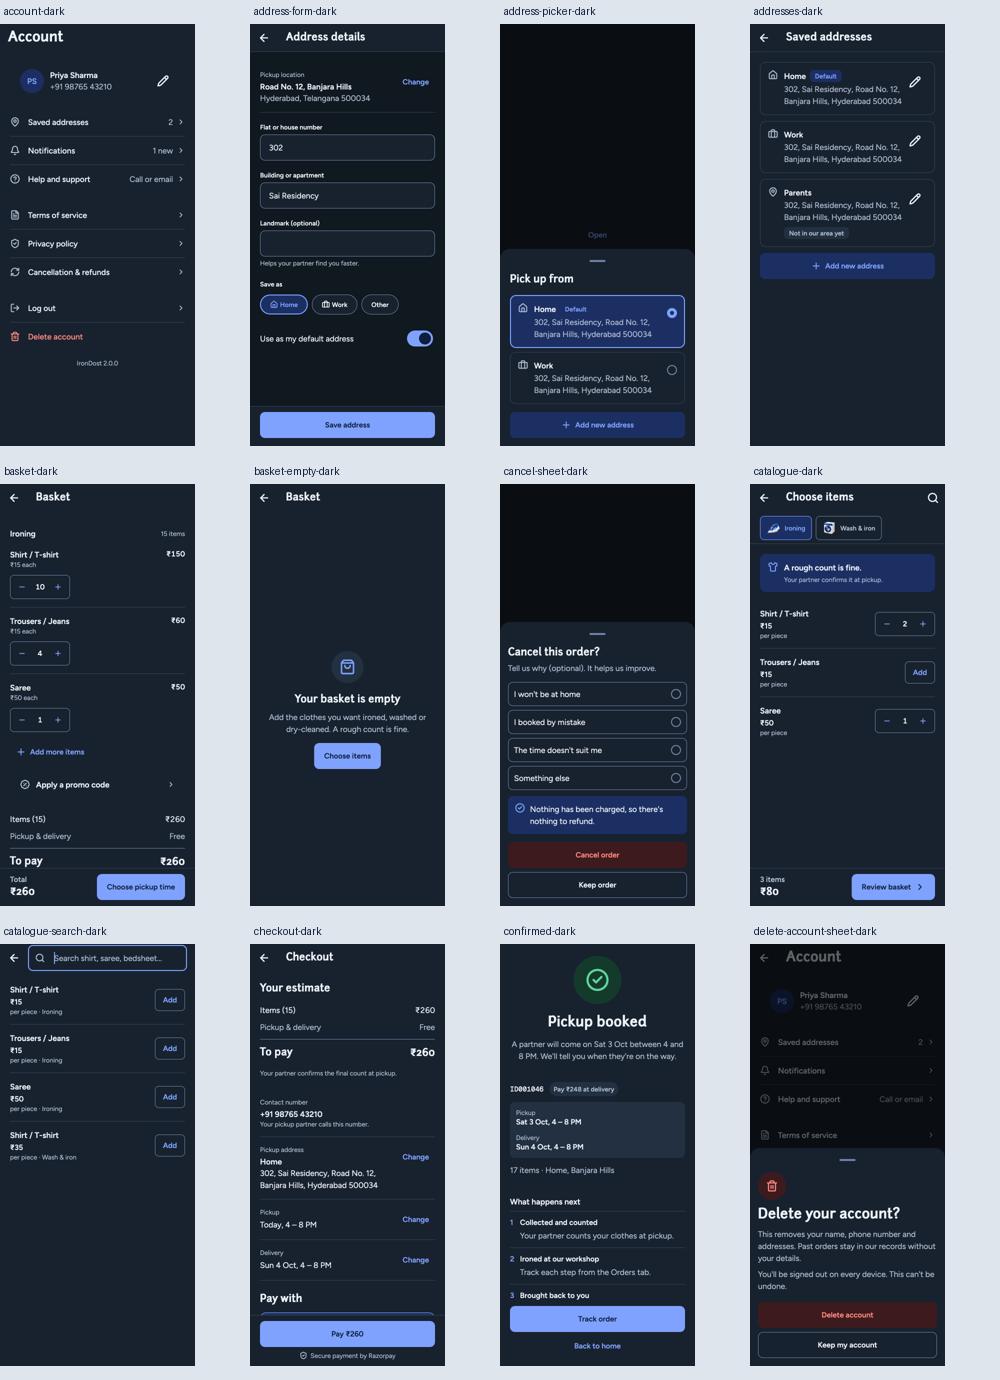 account-dark
Account
PS
Priya Sharma
+91 98765 43210
Saved addresses
2
Notifications
1 new
Help and support
Call or email
Terms of service
Privacy policy
Cancellation & refunds
Log out
Delete account
IronDost 2.0.0
address-form-dark
Address details
Pickup location
Road No. 12, Banjara Hills
Hyderabad, Telangana 500034
Change
Flat or house number
302
Building or apartment
Sai Residency
Landmark (optional)
Helps your partner find you faster.
Save as
Home
Work
Other
Use as my default address
Save address
address-picker-dark
Open
Pick up from
Home
Default
302, Sai Residency, Road No. 12,
Banjara Hills, Hyderabad 500034
Work
302, Sai Residency, Road No. 12,
Banjara Hills, Hyderabad 500034
Add new address
addresses-dark
Saved addresses
Home
Default
302, Sai Residency, Road No. 12,
Banjara Hills, Hyderabad 500034
Work
302, Sai Residency, Road No. 12,
Banjara Hills, Hyderabad 500034
Parents
302, Sai Residency, Road No. 12,
Banjara Hills, Hyderabad 500034
Not in our area yet
Add new address
basket-dark
Basket
Ironing
15 items
Shirt / T-shirt
₹150
₹15 each
− 10 +
Trousers / Jeans
₹60
₹15 each
− 4 +
Saree
₹50
₹50 each
− 1 +
+ Add more items
Apply a promo code
Items (15)
₹260
Pickup & delivery
Free
To pay
₹260
Total
₹260
Choose pickup time
basket-empty-dark
Basket
Your basket is empty
Add the clothes you want ironed, washed or
dry-cleaned. A rough count is fine.
Choose items
cancel-sheet-dark
Cancel this order?
Tell us why (optional). It helps us improve.
I won't be at home
I booked by mistake
The time doesn't suit me
Something else
Nothing has been charged, so there's
nothing to refund.
Cancel order
Keep order
catalogue-dark
Choose items
Ironing
Wash & iron
A rough count is fine.
Your partner confirms it at pickup.
Shirt / T-shirt
₹15
per piece
− 2 +
Trousers / Jeans
₹15
per piece
Add
Saree
₹50
per piece
− 1 +
3 items
₹80
Review basket
catalogue-search-dark
Search shirt, saree, bedsheet...
Shirt / T-shirt
₹15
per piece · Ironing
Add
Trousers / Jeans
₹15
per piece · Ironing
Add
Saree
₹50
per piece · Ironing
Add
Shirt / T-shirt
₹35
per piece · Wash & iron
Add
checkout-dark
Checkout
Your estimate
Items (15)
₹260
Pickup & delivery
Free
To pay
₹260
Your partner confirms the final count at pickup.
Contact number
+91 98765 43210
Your pickup partner calls this number.
Pickup address
Home
302, Sai Residency, Road No. 12,
Banjara Hills, Hyderabad 500034
Change
Pickup
Today, 4 – 8 PM
Change
Delivery
Sun 4 Oct, 4 – 8 PM
Change
Pay with
Pay ₹260
Secure payment by Razorpay
confirmed-dark
Pickup booked
A partner will come on Sat 3 Oct between 4 and
8 PM. We'll tell you when they're on the way.
ID001046
Pay ₹248 at delivery
Pickup
Sat 3 Oct, 4 – 8 PM
Delivery
Sun 4 Oct, 4 – 8 PM
17 items · Home, Banjara Hills
What happens next
1 Collected and counted
Your partner counts your clothes at pickup.
2 Ironed at our workshop
Track each step from the Orders tab.
3 Brought back to you
Track order
Back to home
delete-account-sheet-dark
Account
PS
Priya Sharma
+91 98765 43210
Saved addresses
2
Notifications
Help and support
Call or email
Terms of service
Delete your account?
This removes your name, phone number and
addresses. Past orders stay in our records without
your details.
You'll be signed out on every device. This can't be
undone.
Delete account
Keep my account